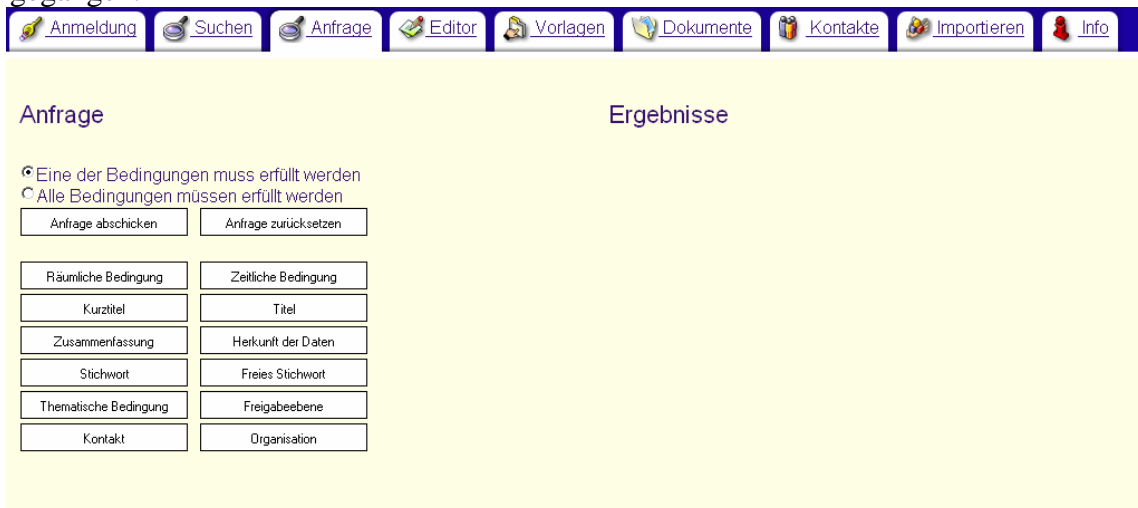 Anmeldung Suchen Anfrage Editor Vorlagen Dokumente Kontakte Importieren Info
Anfrage Ergebnisse
Eine der Bedingungen muss erfüllt werden
Alle Bedingungen müssen erfüllt werden
Anfrage abschicken Anfrage zurücksetzen
Räumliche Bedingung Zeitliche Bedingung
Kurztitel Titel
Zusammenfassung Herkunft der Daten
Stichwort Freies Stichwort
Thematische Bedingung Freigabeebene
Kontakt Organisation